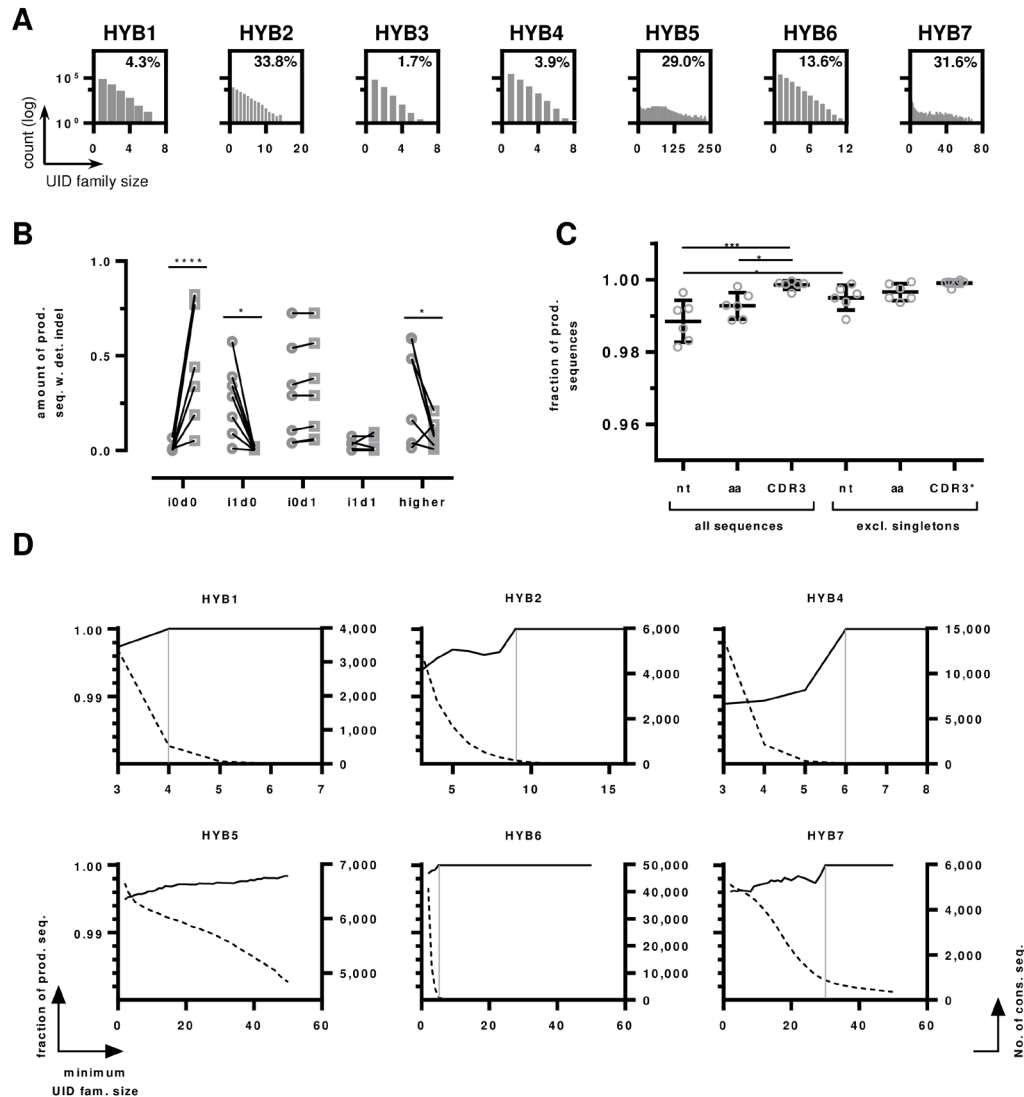 A
HYB1 HYB2 HYB3 HYB4 HYB5 HYB6 HYB7
4.3% 33.8% 1.7% 3.9% 29.0% 13.6% 31.6%
10⁵
10⁰
count (log)
0 4 8 0 10 20 0 4 8 0 4 8 0 125 250 0 6 12 0 40 80
UID family size
B
amount of prod.
seq. w. det. indel
1.0
0.5
0.0
**** * *
i0d0 i1d0 i0d1 i1d1 higher
C
fraction of prod.
sequences
1.00
0.98
0.96
***
*
*
nt aa CDR3 nt aa CDR3*
all sequences excl. singletons
D
HYB1 HYB2 HYB4
1.00 4,000 6,000 15,000
3,000
4,000 10,000
0.99 2,000
2,000 5,000
1,000
0 0 0
3 4 5 6 7 5 10 15 3 4 5 6 7 8
HYB5 HYB6 HYB7
1.00 7,000 50,000 6,000
40,000
4,000
6,000 30,000
0.99
20,000
2,000
5,000 10,000
0 0
0 20 40 60 0 20 40 60 0 20 40 60
fraction of prod. seq.
minimum
UID fam. size
No. of cons. seq.